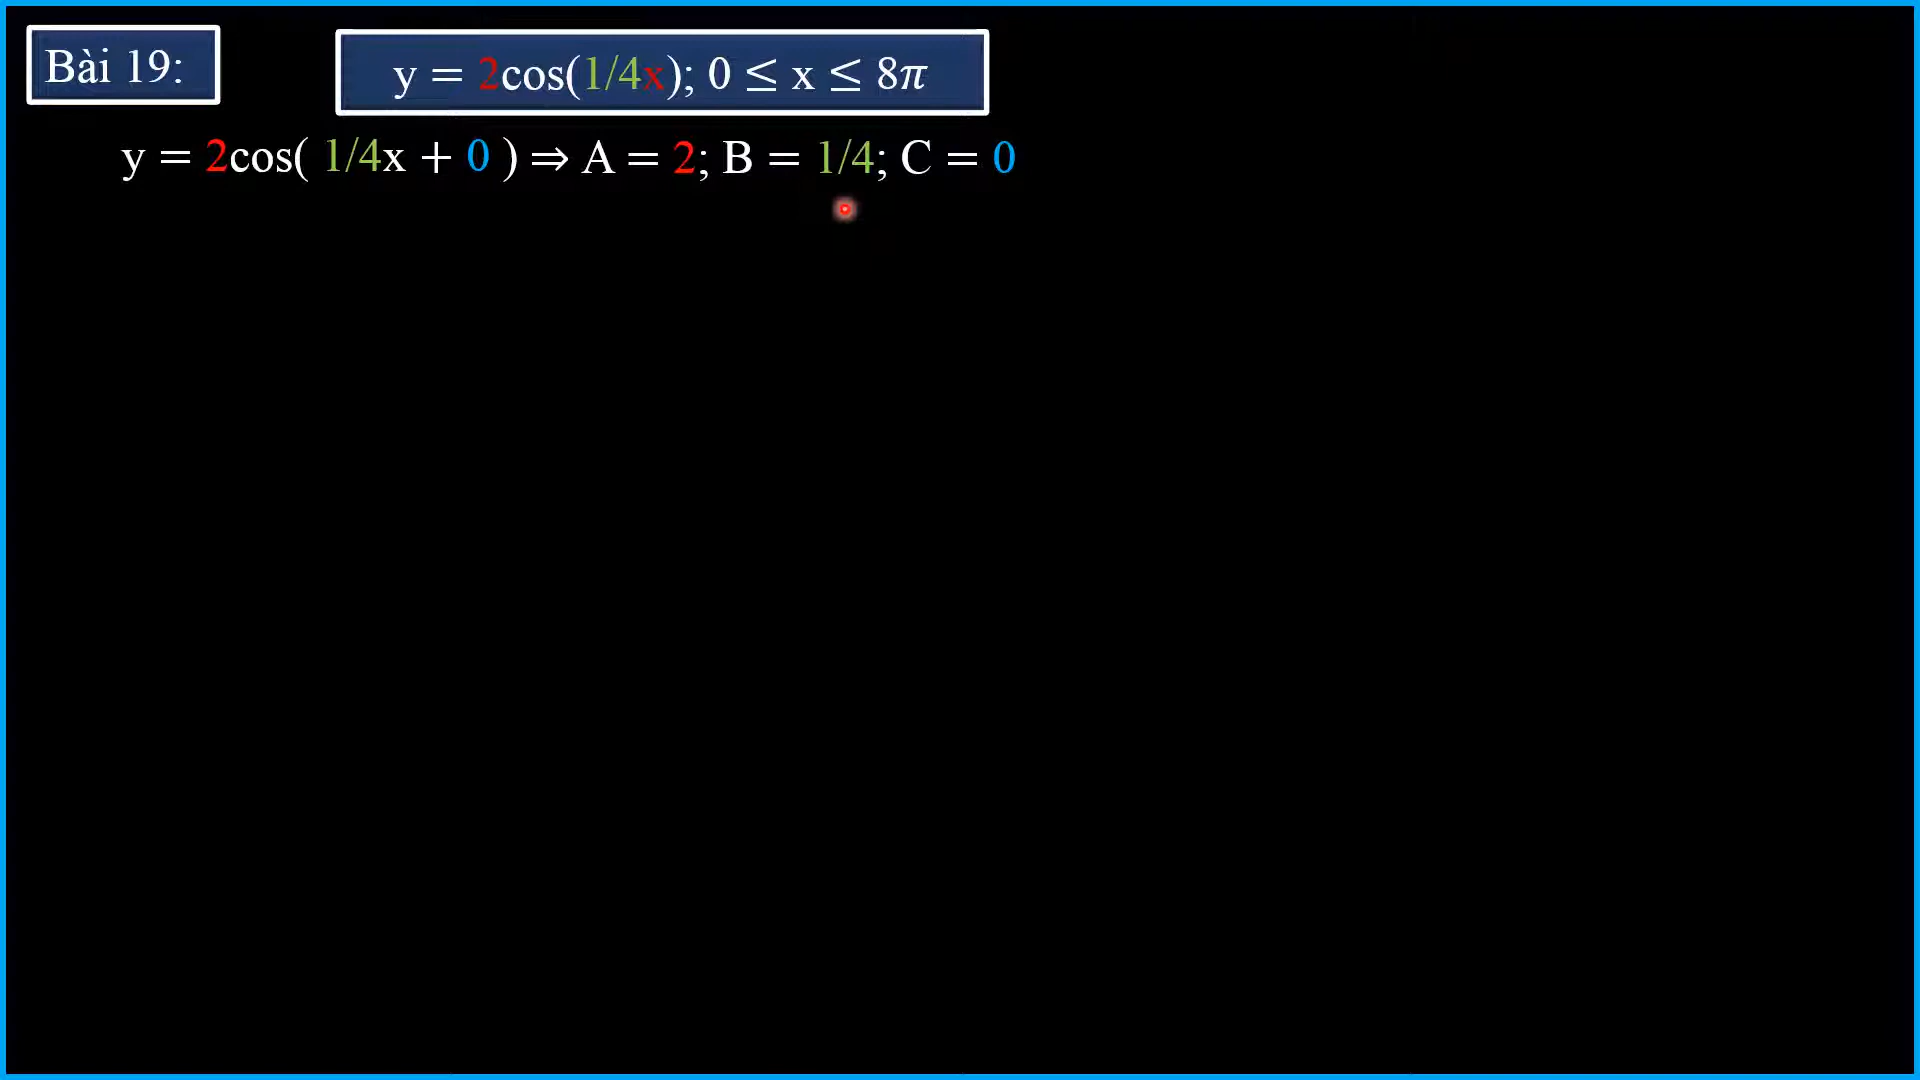 Bài 19:
y = 2cos(1/4x); 0 ≤ x ≤ 8π
y = 2cos( 1/4x + 0 ) ⇒ A = 2; B = 1/4; C = 0